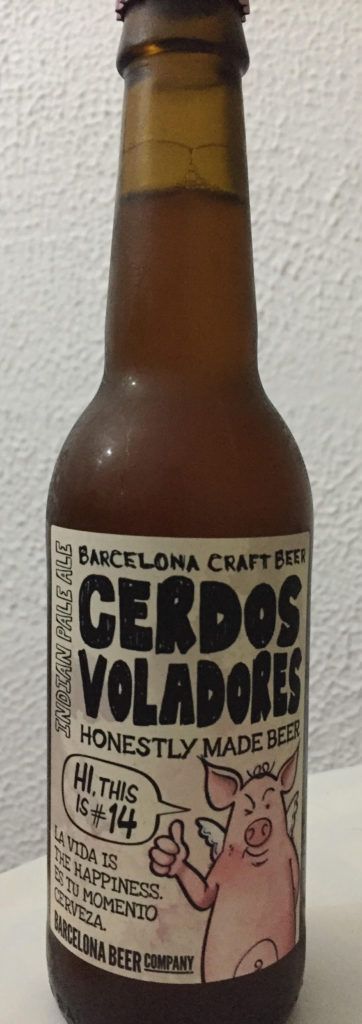 BARCELONA CRAFT BEER
INDIAN PALE ALE
CERDOS
VOLADORES
HONESTLY MADE BEER
HI, THIS
IS #14
LA VIDA IS
THE HAPPINESS.
ES TU MOMENTO
CERVEZA.
BARCELONA BEER COMPANY